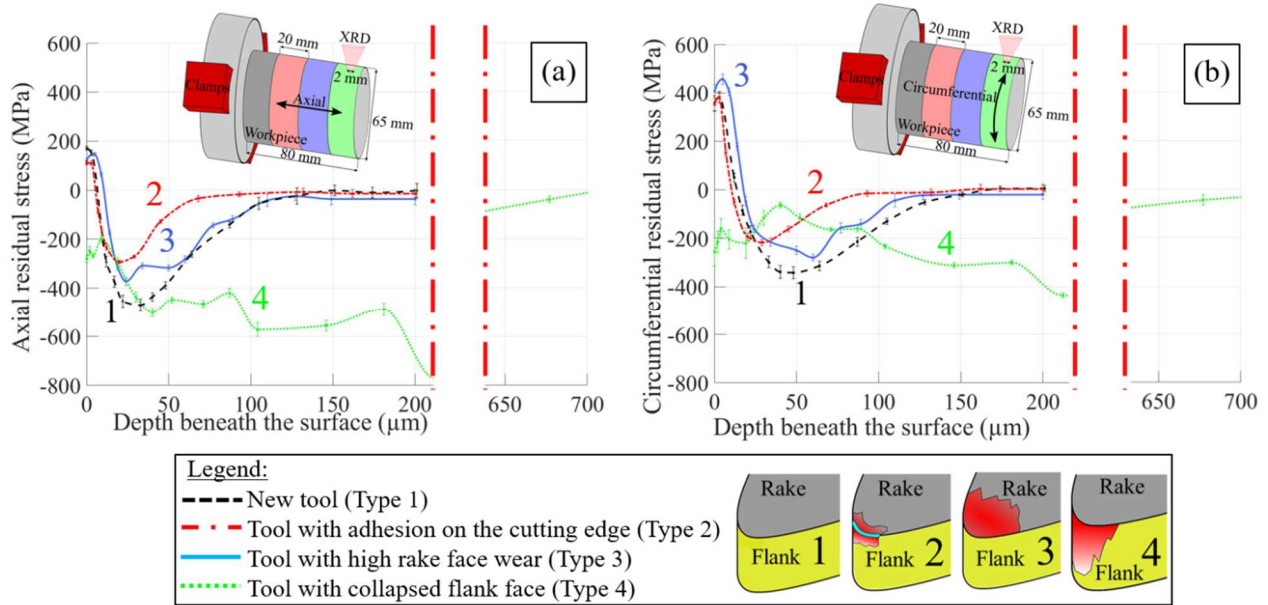 (a)
Axial residual stress (MPa)
600
400
200
0
-200
-400
-600
-800
0
50
100
150
200
650
700
Depth beneath the surface (µm)
20 mm
XRD
2 mm
Clamps
Axial
Workpiece
80 mm
65 mm
1
2
3
4
(b)
Circumferential residual stress (MPa)
600
400
200
0
-200
-400
-600
-800
0
50
100
150
200
650
700
Depth beneath the surface (µm)
20 mm
XRD
2 mm
Clamps
Circumferential
Workpiece
80 mm
65 mm
3
2
4
1
Legend:
New tool (Type 1)
Tool with adhesion on the cutting edge (Type 2)
Tool with high rake face wear (Type 3)
Tool with collapsed flank face (Type 4)
Rake
Flank 1
Rake
Flank 2
Rake
Flank 3
Rake
Flank 4